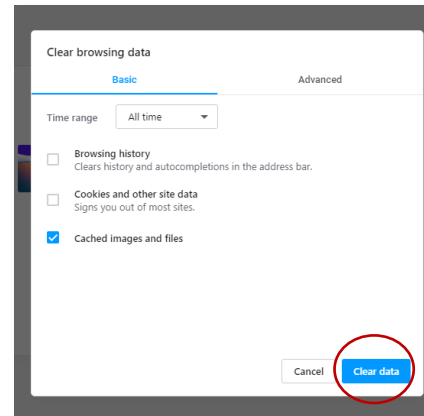 Clear browsing data
Basic
Advanced
Time range
All time
Browsing history
Clears history and autocompletions in the address bar.
Cookies and other site data
Signs you out of most sites.
Cached images and files
Cancel
Clear data